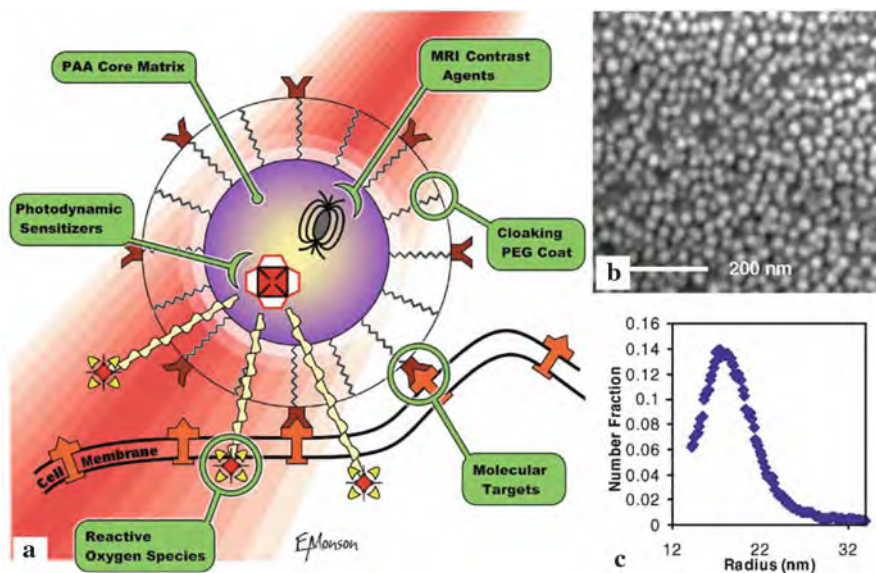 PAA Core Matrix
MRI Contrast
Agents
Photodynamic
Sanitizers
Cloaking
PEG Coat
Cell Membrane
Molecular
Targets
Reactive
Oxygen Species
EMonson
a
200 nm
b
0.16
0.14
0.12
0.1
0.08
0.06
0.04
0.02
0
Number Fraction
12
22
32
Radius (nm)
c